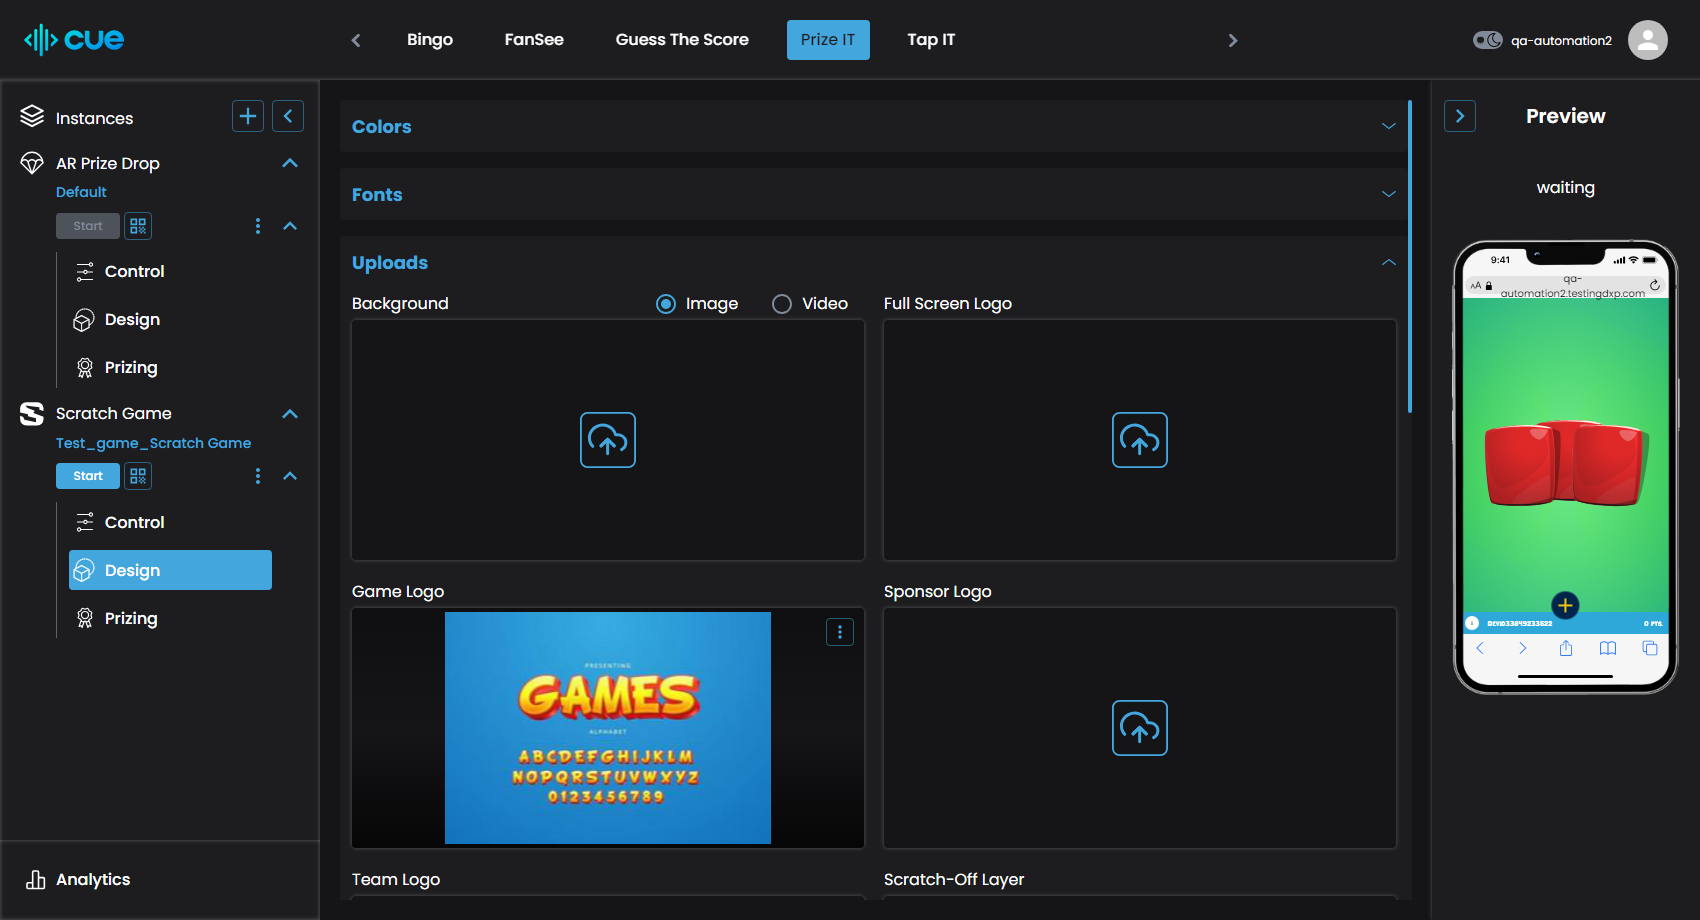 cue
Bingo
FanSee
Guess The Score
Prize IT
Tap IT
qa-automation2
Instances
AR Prize Drop
Default
Start
Control
Design
Prizing
Scratch Game
Test_game_Scratch Game
Start
Control
Design
Prizing
Analytics
Colors
Fonts
Uploads
Background
Image
Video
Full Screen Logo
Game Logo
PRESENTING
GAMES
ALPHABET
ABCDEFGHIJKLM
NOPQRSTUVWXYZ
0123456789
Sponsor Logo
Team Logo
Scratch-Off Layer
Preview
waiting
9:41
AA
qa-
automation2.testingdxp.com
DEVID33849233522
0 PTS.